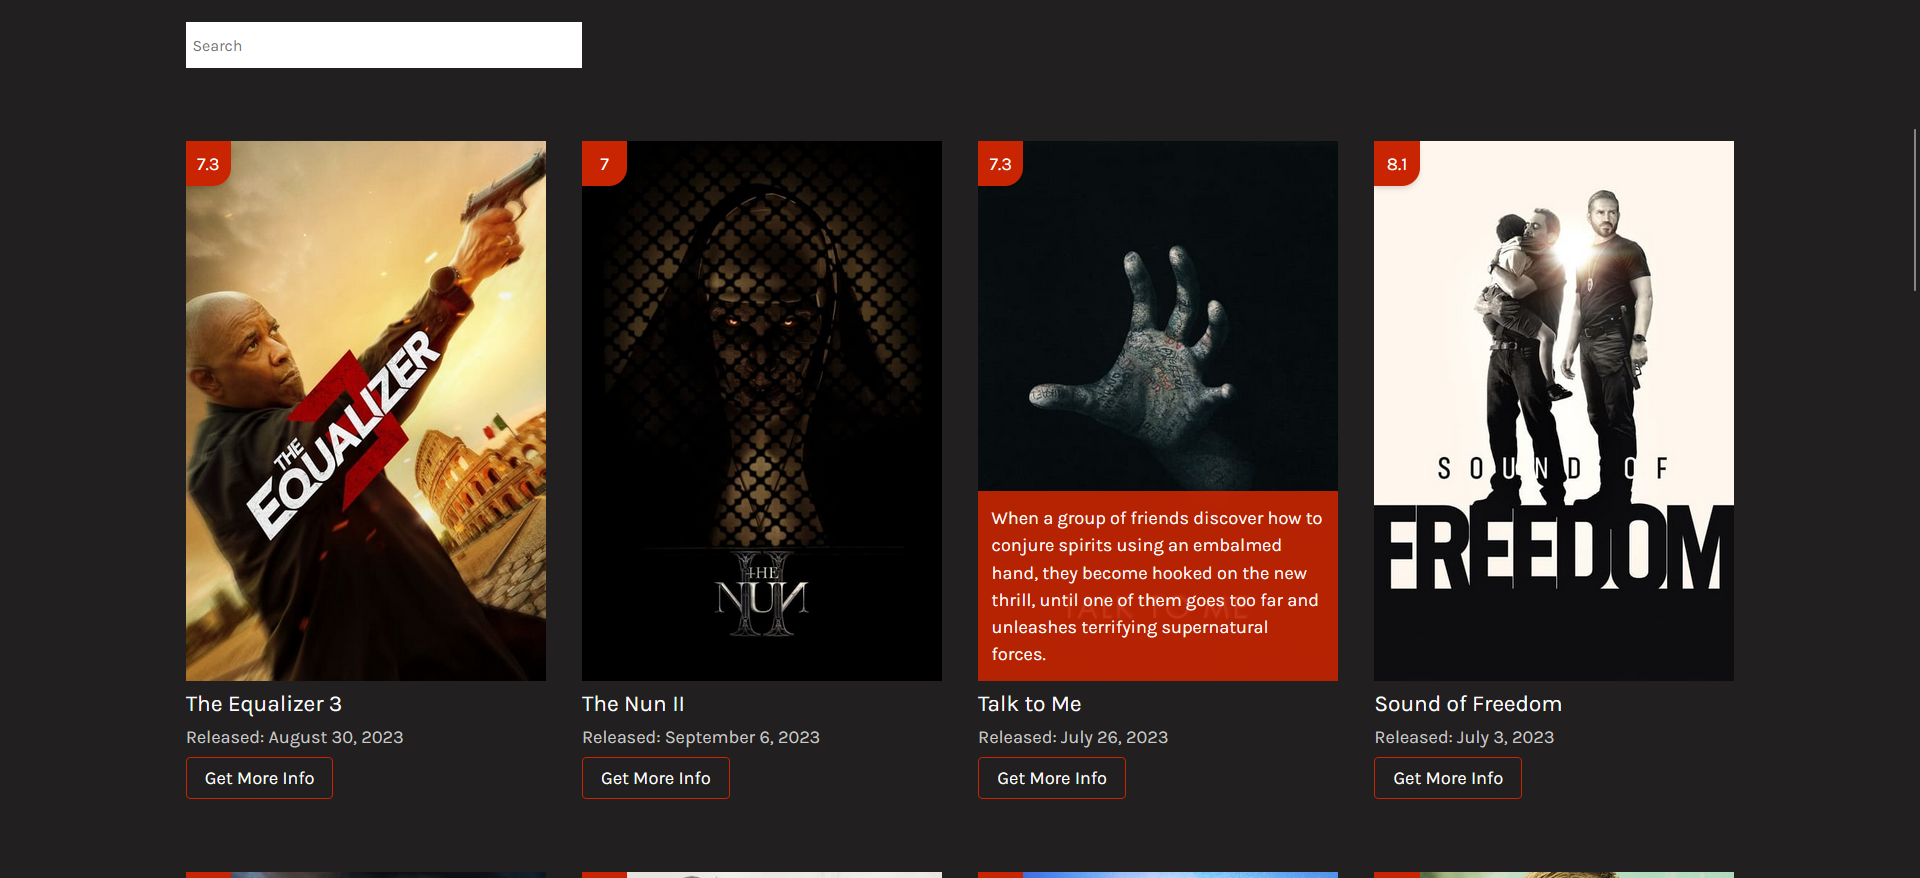 Search
7.3
7
7.3
8.1
THE
EQUALIZER
3
THE
NUN
II
SOUND OF
FREEDOM
When a group of friends discover how to
conjure spirits using an embalmed
hand, they become hooked on the new
thrill, until one of them goes too far and
unleashes terrifying supernatural
forces.
TALK TO ME
The Equalizer 3
The Nun II
Talk to Me
Sound of Freedom
Released: August 30, 2023
Released: September 6, 2023
Released: July 26, 2023
Released: July 3, 2023
Get More Info
Get More Info
Get More Info
Get More Info